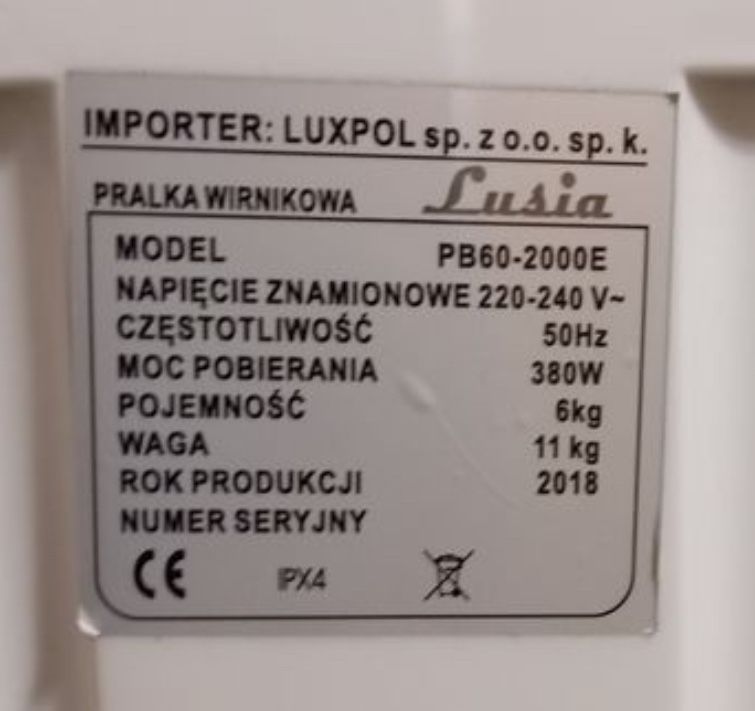 IMPORTER: LUXPOL sp. z o.o. sp. k.
PRALKA WIRNIKOWA Lusia
MODEL PB60-2000E
NAPIĘCIE ZNAMIONOWE 220-240 V~
CZĘSTOTLIWOŚĆ 50Hz
MOC POBIERANIA 380W
POJEMNOŚĆ 6kg
WAGA 11 kg
ROK PRODUKCJI 2018
NUMER SERYJNY
CE IPX4